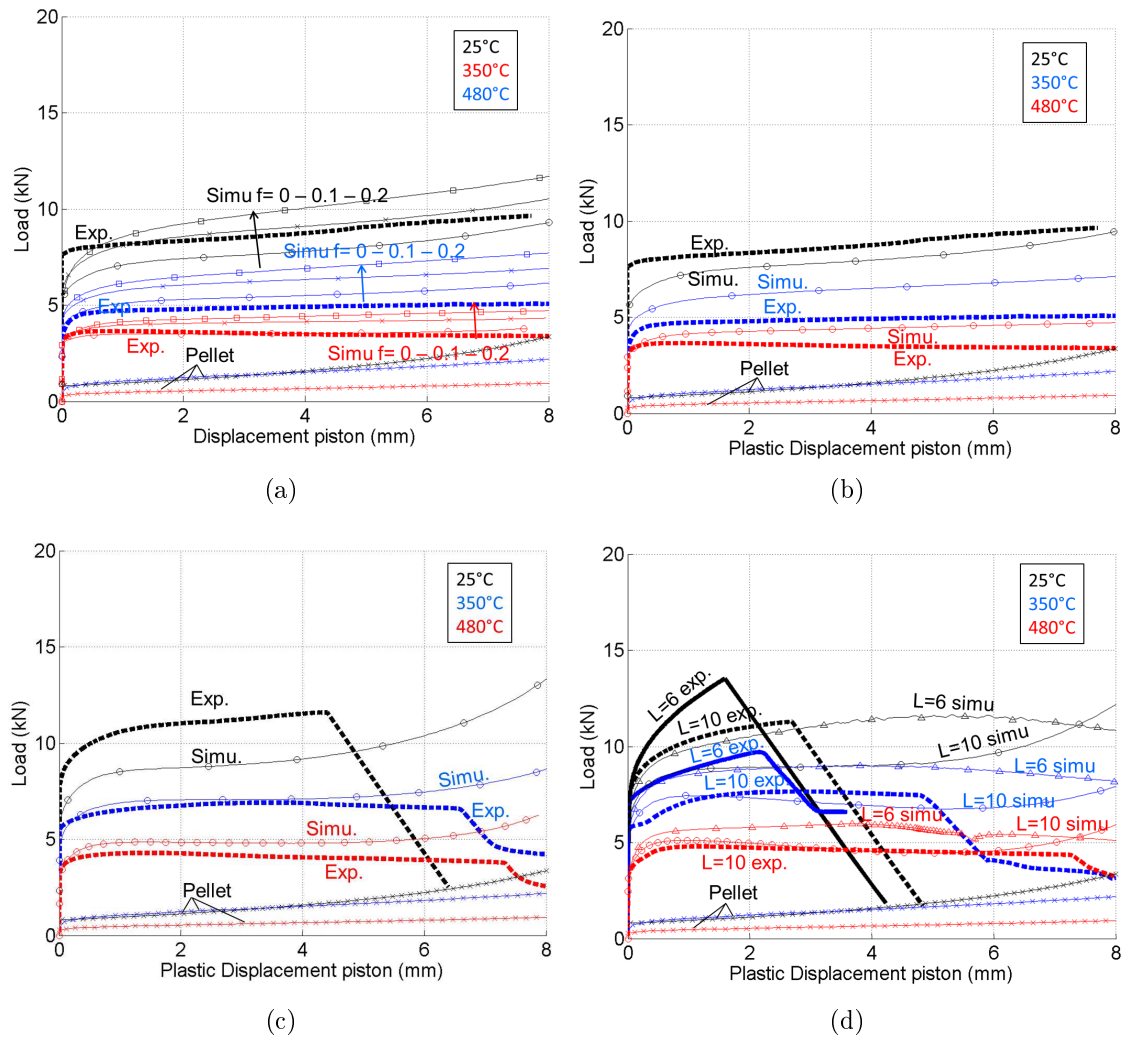 20
15
10
5
0
Load (kN)
25°C
350°C
480°C
Simu f= 0 – 0.1 – 0.2
Exp.
Simu f= 0 – 0.1 – 0.2
Exp.
Exp.
Simu f= 0 – 0.1 – 0.2
Pellet
0 2 4 6 8
Displacement piston (mm)
(a)
20
15
10
5
0
Load (kN)
25°C
350°C
480°C
Exp.
Simu.
Simu.
Exp.
Simu.
Exp.
Pellet
0 2 4 6 8
Plastic Displacement piston (mm)
(b)
20
15
10
5
0
Load (kN)
25°C
350°C
480°C
Exp.
Simu.
Simu.
Exp.
Simu.
Exp.
Pellet
0 2 4 6 8
Plastic Displacement piston (mm)
(c)
20
15
10
5
0
Load (kN)
25°C
350°C
480°C
L=6 exp.
L=10 exp.
L=6 simu
L=10 simu
L=6 exp.
L=10 exp.
L=6 simu
L=10 simu
L=6 simu
L=10 simu
L=10 exp.
Pellet
0 2 4 6 8
Plastic Displacement piston (mm)
(d)